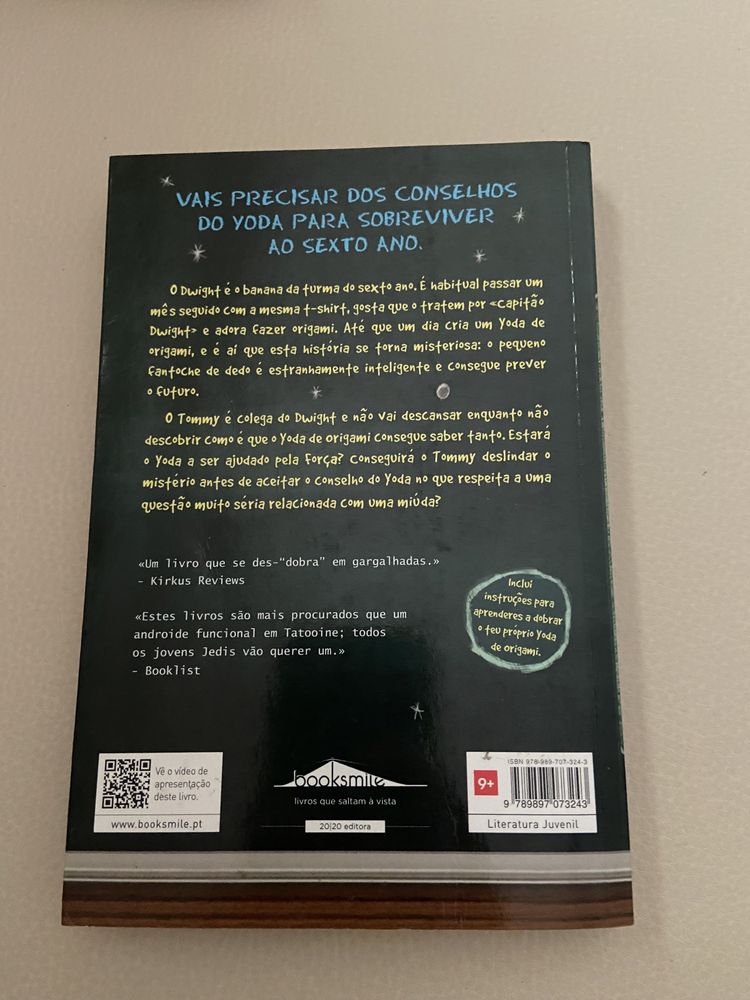 VAIS PRECISAR DOS CONSELHOS
DO YODA PARA SOBREVIVER
AO SEXTO ANO.
O Dwight é o banana da turma do sexto ano. É habitual passar um
mês seguido com a mesma t-shirt, gosta que o tratem por «Capitão
Dwight» e adora fazer origami. Até que um dia cria um Yoda de
origami, e é aí que esta história se torna misteriosa: o pequeno
fantoche de dedo é estranhamente inteligente e consegue prever
o futuro.
O Tommy é colega do Dwight e não vai descansar enquanto não
descobrir como é que o Yoda de origami consegue saber tanto. Estará
o Yoda a ser ajudado pela Força? Conseguirá o Tommy deslindar o
mistério antes de aceitar o conselho do Yoda no que respeita a uma
questão muito séria relacionada com uma miúda?
«Um livro que se des-“dobra” em gargalhadas.»
- Kirkus Reviews
«Estes livros são mais procurados que um
androide funcional em Tatooine; todos
os jovens Jedis vão querer um.»
- Booklist
Inclui
instruções para
aprenderes a dobrar
o teu próprio Yoda
de origami.
Vê o vídeo de
apresentação
deste livro.
www.booksmile.pt
booksmile
livros que saltam à vista
20|20 editora
ISBN 978-989-707-324-3
9+
9 789897 073243
Literatura Juvenil